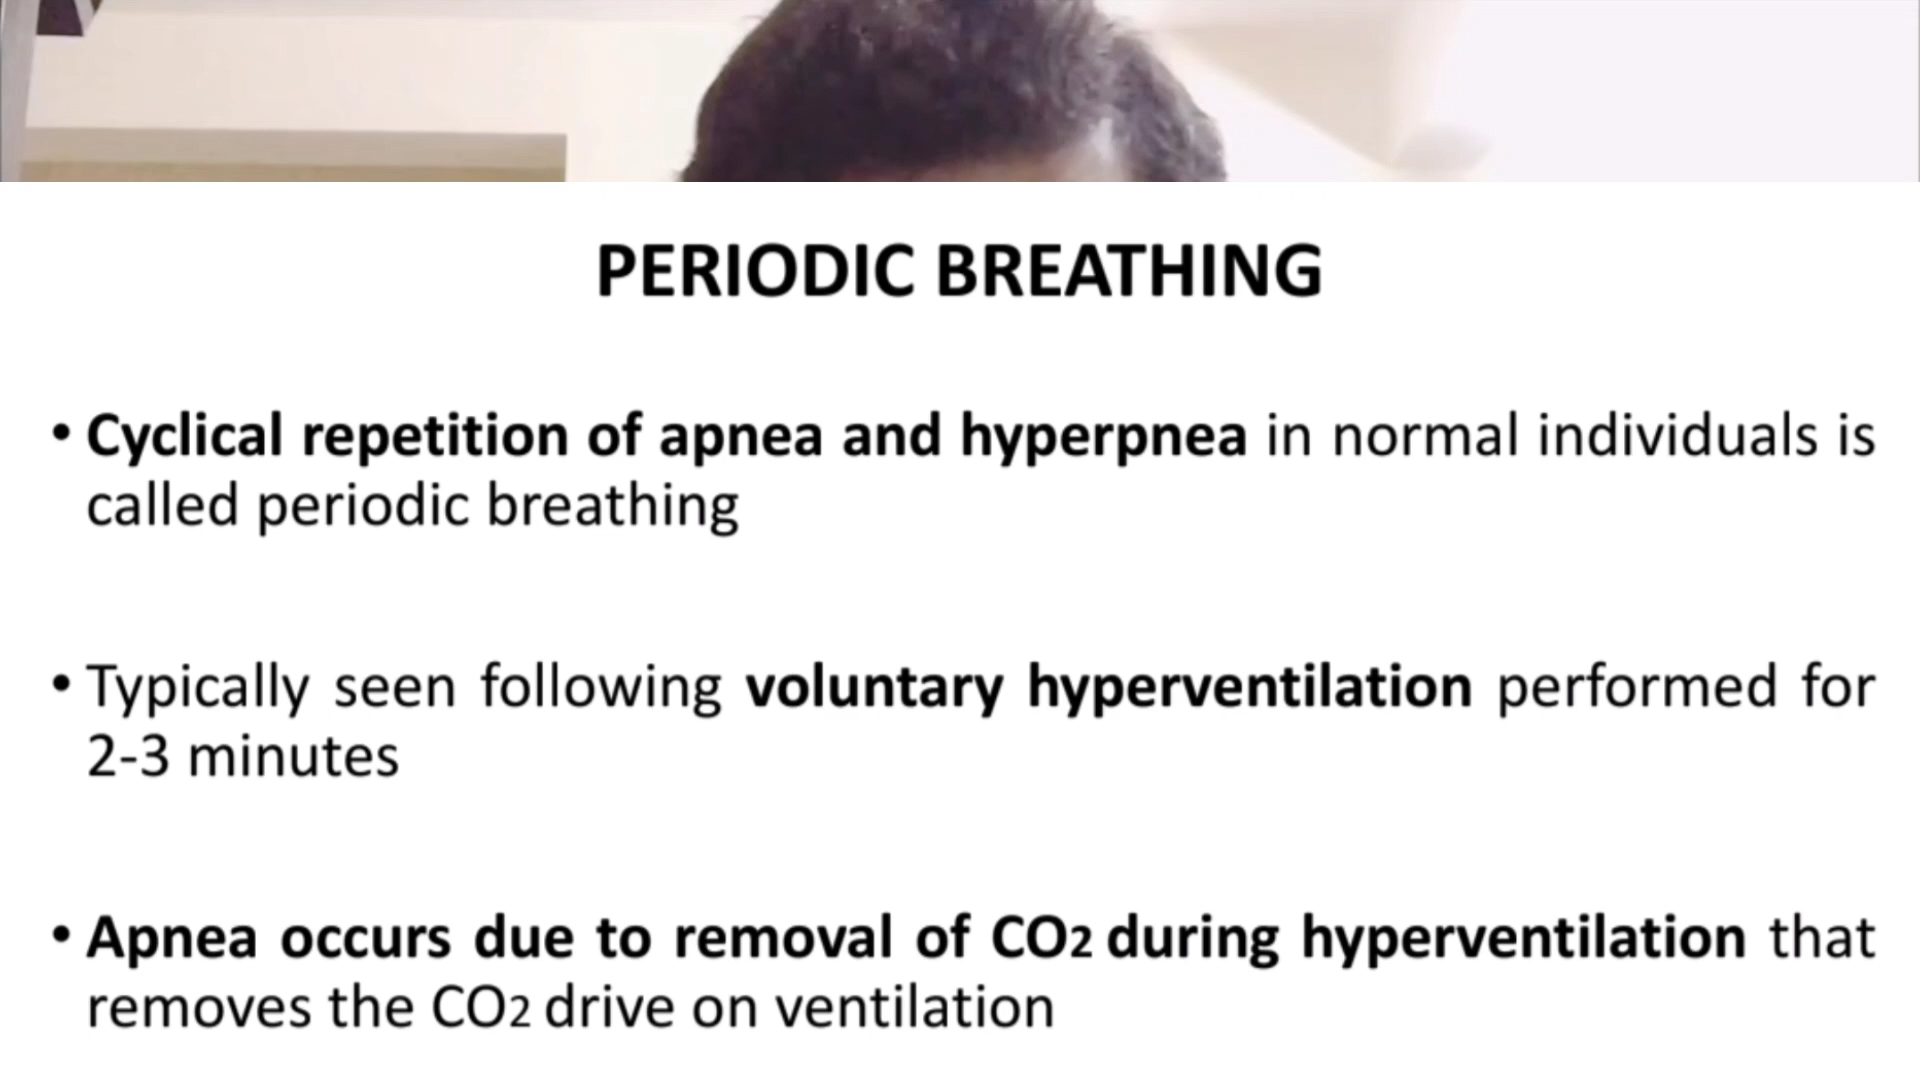 PERIODIC BREATHING
• Cyclical repetition of apnea and hyperpnea in normal individuals is
called periodic breathing
• Typically seen following voluntary hyperventilation performed for
2-3 minutes
• Apnea occurs due to removal of CO2 during hyperventilation that
removes the CO2 drive on ventilation